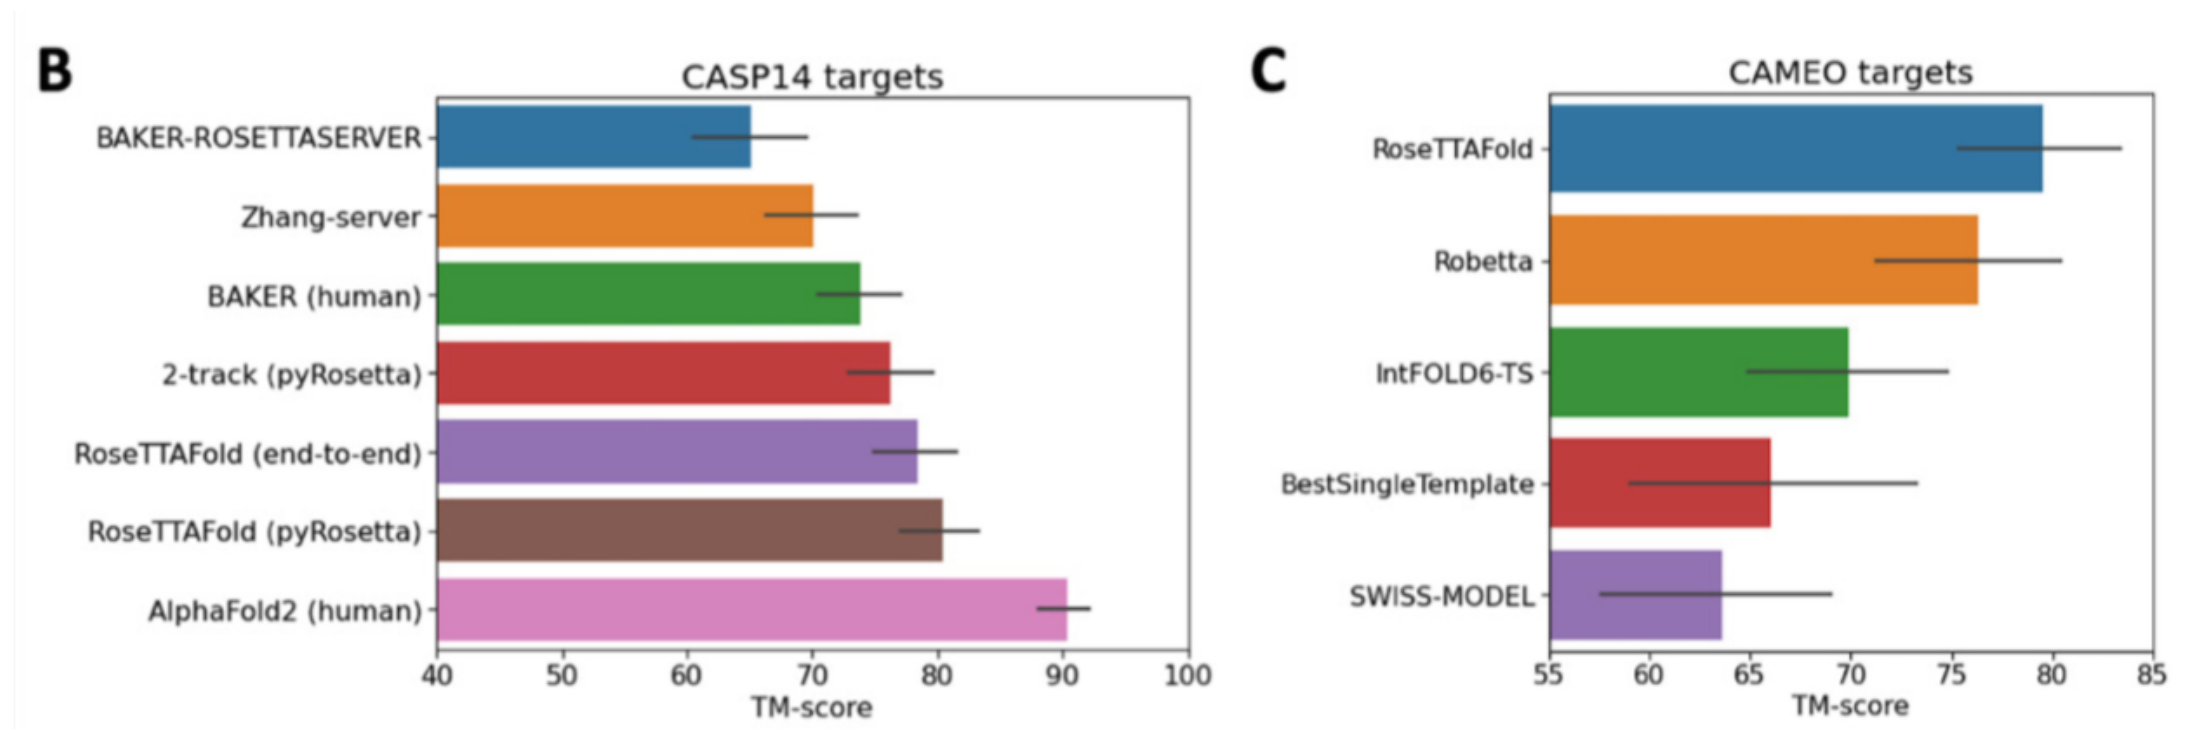 B
CASP14 targets
BAKER-ROSETTASERVER
Zhang-server
BAKER (human)
2-track (pyRosetta)
RoseTTAFold (end-to-end)
RoseTTAFold (pyRosetta)
AlphaFold2 (human)
40 50 60 70 80 90 100
TM-score
C
CAMEO targets
RoseTTAFold
Robetta
IntFOLD6-TS
BestSingleTemplate
SWISS-MODEL
55 60 65 70 75 80 85
TM-score